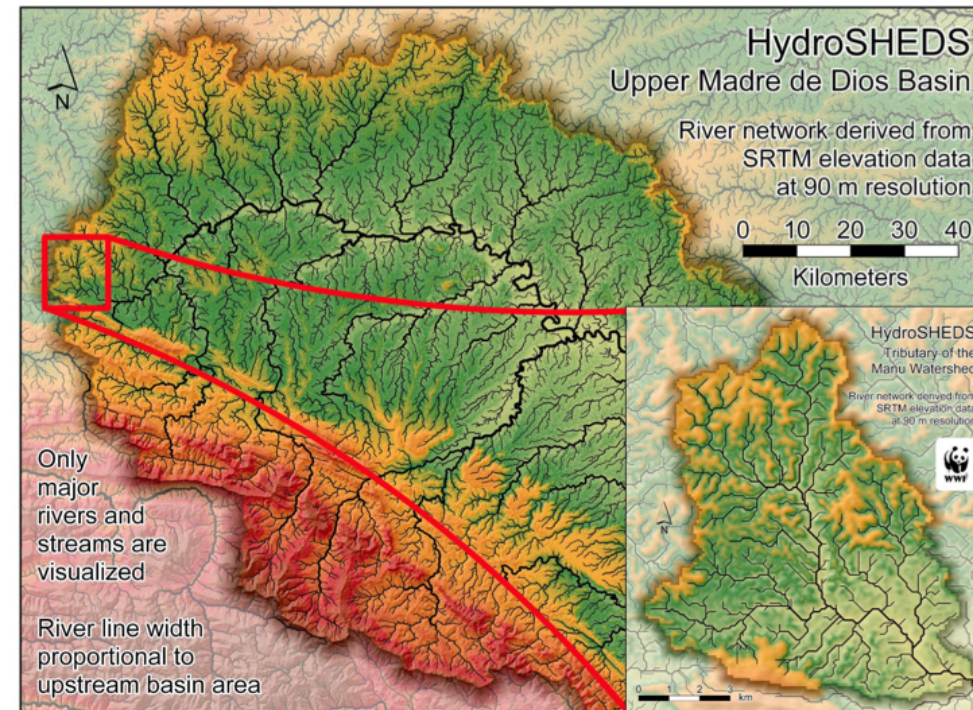 HydroSHEDS
Upper Madre de Dios Basin
N
River network derived from
SRTM elevation data
at 90 m resolution
0 10 20 30 40
Kilometers
Only
major
rivers and
streams are
visualized
River line width
proportional to
upstream basin area
HydroSHEDS
Tributary of the
Manu Watershed
River network derived from
SRTM elevation data
at 90 m resolution
WWF
N
0 1 2 3
km